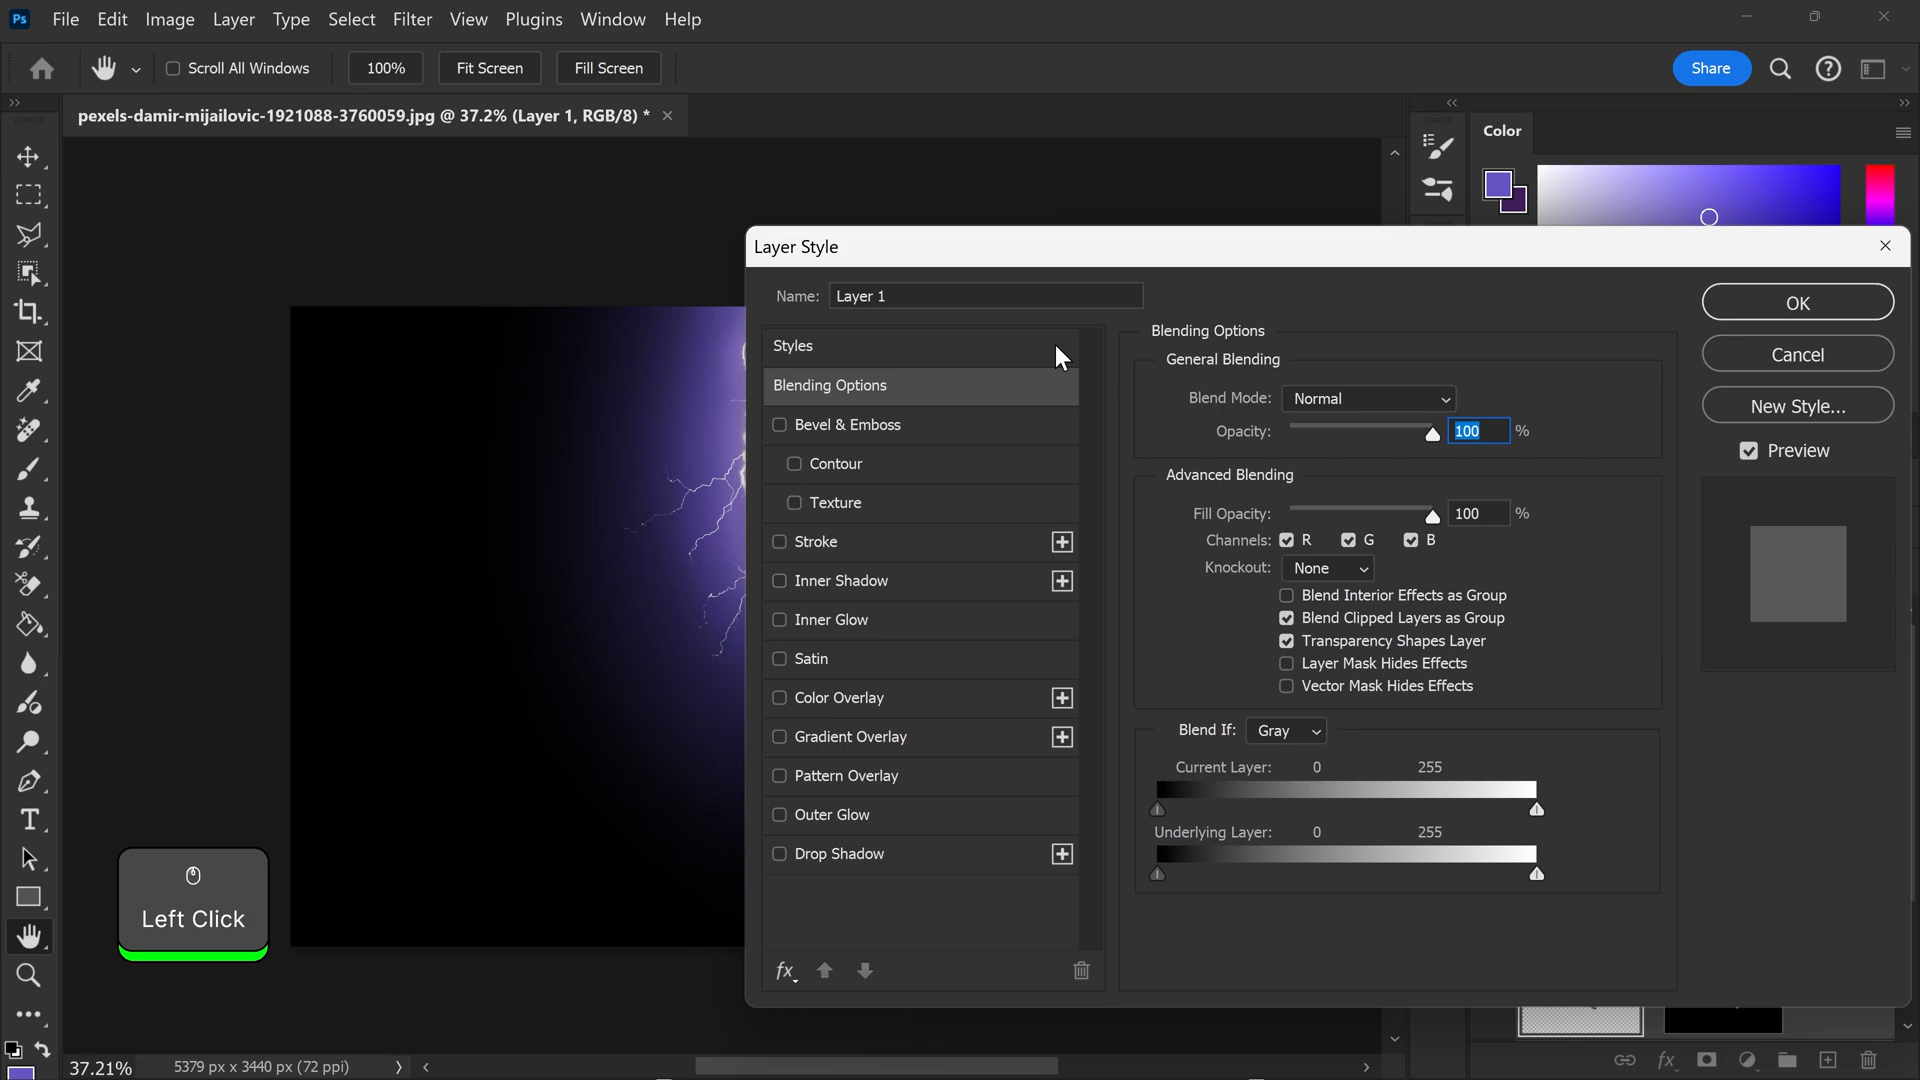 Ps File Edit Image Layer Type Select Filter View Plugins Window Help
Scroll All Windows 100% Fit Screen Fill Screen Share
pexels-damir-mijailovic-1921088-3760059.jpg @ 37.2% (Layer 1, RGB/8) *
Color
Layer Style
Name: Layer 1
Styles
Blending Options
Bevel & Emboss
Contour
Texture
Stroke
Inner Shadow
Inner Glow
Satin
Color Overlay
Gradient Overlay
Pattern Overlay
Outer Glow
Drop Shadow
fx
Blending Options
General Blending
Blend Mode: Normal
Opacity: 100 %
Advanced Blending
Fill Opacity: 100 %
Channels: R G B
Knockout: None
Blend Interior Effects as Group
Blend Clipped Layers as Group
Transparency Shapes Layer
Layer Mask Hides Effects
Vector Mask Hides Effects
Blend If: Gray
Current Layer: 0 255
Underlying Layer: 0 255
OK
Cancel
New Style...
Preview
Left Click
37.21% 5379 px x 3440 px (72 ppi)
fx